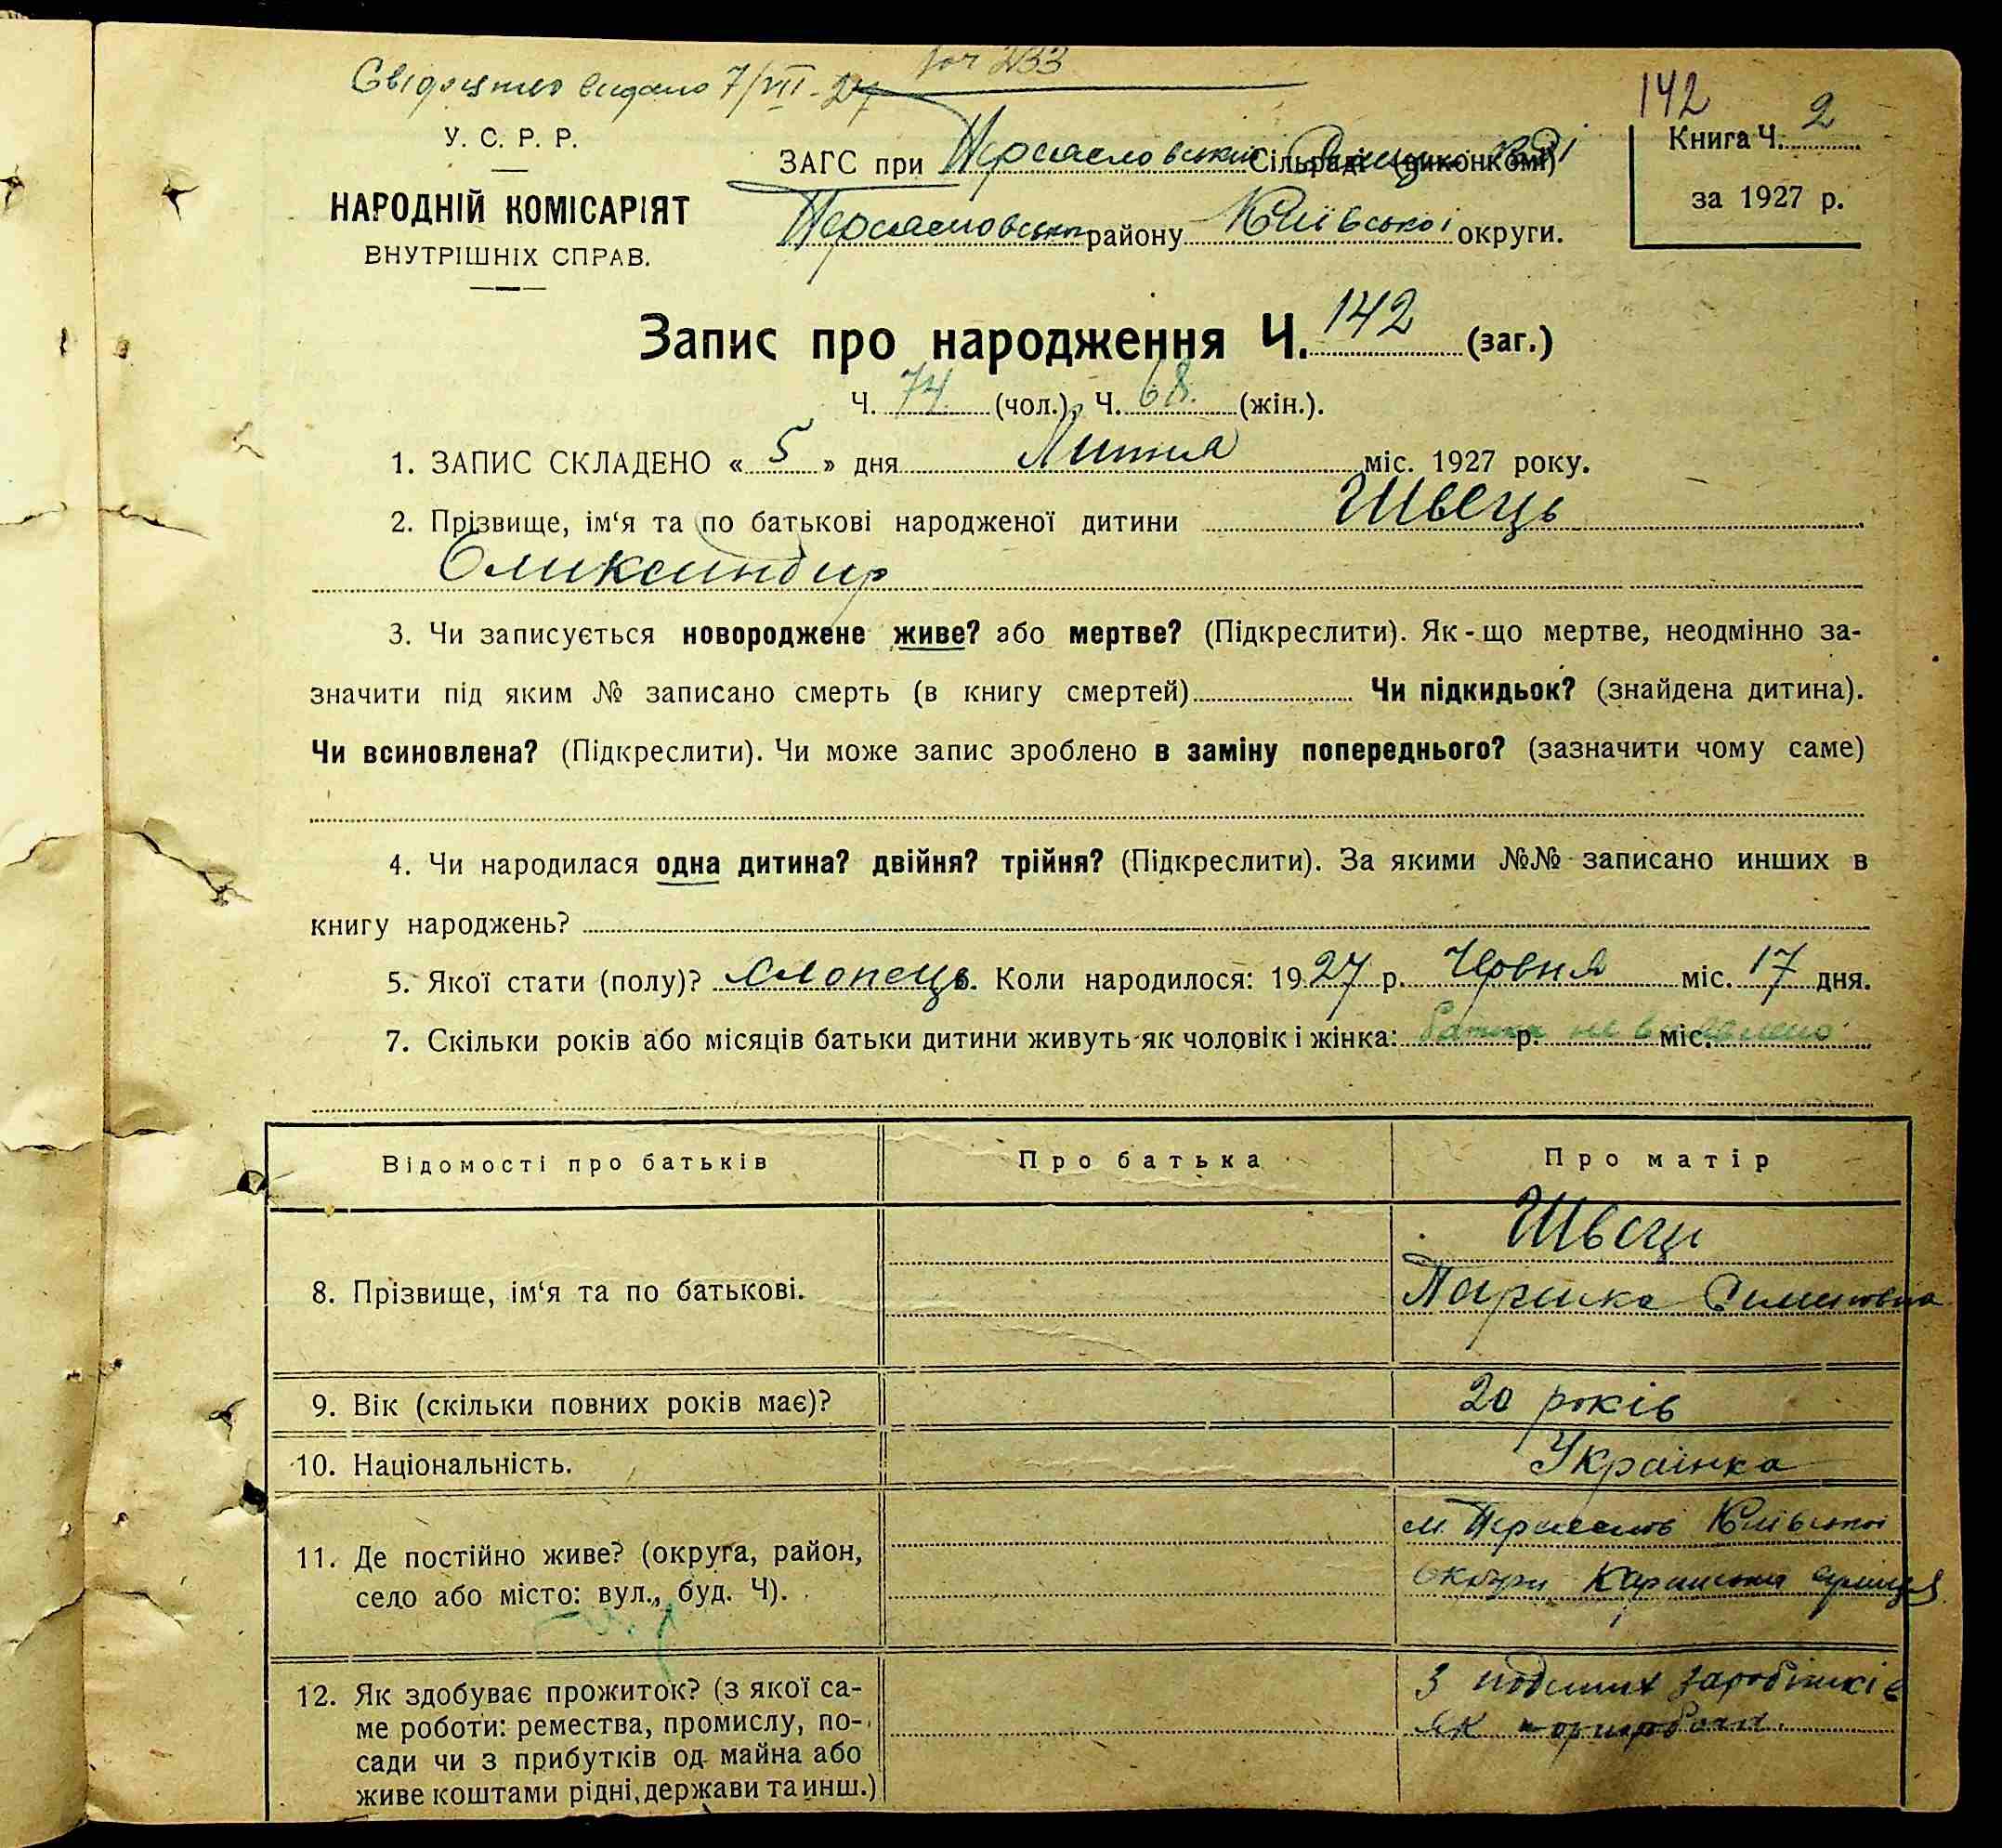 Свідоцтво видано 7/VII-27
233
142
У. С. Р. Р.
НАРОДНІЙ КОМІСАРІЯТ
ВНУТРІШНІХ СПРАВ.
ЗАГС при Переяславській Сільраді (виконкомі)
району Київської округи.
Книга Ч. 2
за 1927 р.
Запис про народження Ч. 142 (заг.)
Ч. 74. (чол.), Ч. 68. (жін.).
1. ЗАПИС СКЛАДЕНО « 5 » дня Липня міс. 1927 року.
2. Прізвище, ім‘я та по батькові народженої дитини Швець
Олександир
3. Чи записується новороджене живе? або мертве? (Підкреслити). Як-що мертве, неодмінно за-
значити під яким № записано смерть (в книгу смертей) Чи підкидьок? (знайдена дитина).
Чи всиновлена? (Підкреслити). Чи може запис зроблено в заміну попереднього? (зазначити чому саме)
4. Чи народилася одна дитина? двійня? трійня? (Підкреслити). За якими №№ записано инших в
книгу народжень?
5. Якої стати (полу)? Хлопець. Коли народилося: 1927 р. Червня міс. 17 дня.
7. Скільки років або місяців батьки дитини живуть як чоловік і жінка: р. не міс.
Відомості про батьків Про батька Про матір
8. Прізвище, ім‘я та по батькові. Швець
Паришка
9. Вік (скільки повних років має)? 20 років
10. Національність. Українка
11. Де постійно живе? (округа, район,
село або місто: вул., буд. Ч).
м. Переяслов Київської
Округи
12. Як здобуває прожиток? (з якої са-
ме роботи: ремества, промислу, по-
сади чи з прибутків од майна або
живе коштами рідні, держави та инш.)
З заробітків
як